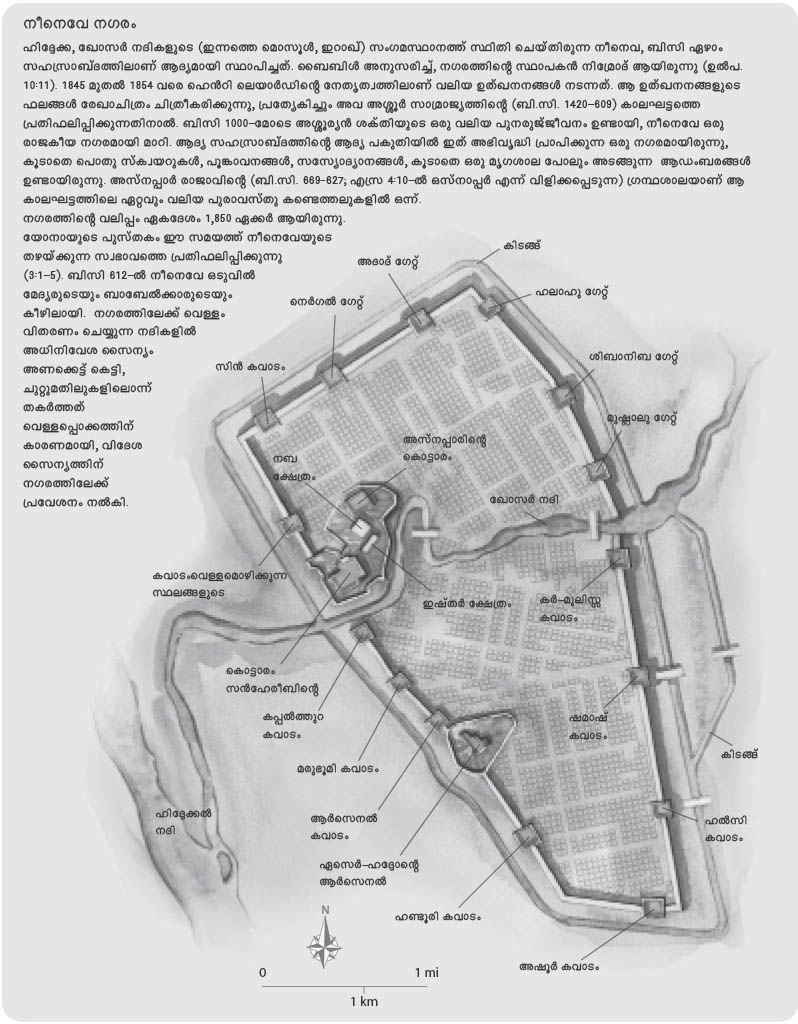 നീനെവേ നഗരം
ഹിദ്ദേക്ക, ഖോസർ നദികളുടെ (ഇന്നത്തെ മൊസൂൾ, ഇറാഖ്) സംഗമസ്ഥാനത്ത് സ്ഥിതി ചെയ്തിരുന്ന നീനെവ, ബിസി ഏഴാം
സഹസ്രാബ്ദത്തിലാണ് ആദ്യമായി സ്ഥാപിച്ചത്. ബൈബിൾ അനുസരിച്ച്, നഗരത്തിന്റെ സ്ഥാപകൻ നിമ്രോദ് ആയിരുന്നു (ഉൽപ.
10:11). 1845 മുതൽ 1854 വരെ ഹെൻറി ലെയാർഡിന്റെ നേതൃത്വത്തിലാണ് വലിയ ഉത്ഖനനങ്ങൾ നടന്നത്. ആ ഉത്ഖനനങ്ങളുടെ
ഫലങ്ങൾ രേഖാചിത്രം ചിത്രീകരിക്കുന്നു, പ്രത്യേകിച്ചും അവ അശ്ശൂർ സാമ്രാജ്യത്തിന്റെ (ബി.സി. 1420-609) കാലഘട്ടത്തെ
പ്രതിഫലിപ്പിക്കുന്നതിനാൽ. ബിസി 1000-മോടെ അശ്ശൂര്യൻ ശക്തിയുടെ ഒരു വലിയ പുനരുജ്ജീവനം ഉണ്ടായി, നീനെവേ ഒരു
രാജകീയ നഗരമായി മാറി. ആദ്യ സഹസ്രാബ്ദത്തിന്റെ ആദ്യ പകുതിയിൽ ഇത് അഭിവൃദ്ധി പ്രാപിക്കുന്ന ഒരു നഗരമായിരുന്നു,
കൂടാതെ പൊതു സ്ക്വയറുകൾ, പൂങ്കാവനങ്ങൾ, സസ്യോദ്യാനങ്ങൾ, കൂടാതെ ഒരു മൃഗശാല പോലും അടങ്ങുന്ന ആഡംബരങ്ങൾ
ഉണ്ടായിരുന്നു. അസ്നപ്പാർ രാജാവിന്റെ (ബി.സി. 669-627; എസ്ര 4:10-ൽ ഒസ്നാപ്പർ എന്ന് വിളിക്കപ്പെടുന്ന) ഗ്രന്ഥശാലയാണ് ആ
കാലഘട്ടത്തിലെ ഏറ്റവും വലിയ പുരാവസ്തു കണ്ടെത്തലുകളിൽ ഒന്ന്.
നഗരത്തിന്റെ വലിപ്പം ഏകദേശം 1,850 ഏക്കർ ആയിരുന്നു.
യോനായുടെ പുസ്തകം ഈ സമയത്ത് നീനെവേയുടെ
തഴയ്ക്കുന്ന സ്വഭാവത്തെ പ്രതിഫലിപ്പിക്കുന്നു
(3:1-5). ബിസി 612-ൽ നീനെവേ ഒടുവിൽ
മേദ്യരുടെയും ബാബേൽക്കാരുടെയും
കീഴിലായി. നഗരത്തിലേക്ക് വെള്ളം
വിതരണം ചെയ്യുന്ന നദികളിൽ
അധിനിവേശ സൈന്യം
അണക്കെട്ട് കെട്ടി,
ചുറ്റുമതിലുകളിലൊന്ന്
തകർത്തത്
വെള്ളപ്പൊക്കത്തിന്
കാരണമായി, വിദേശ
സൈന്യത്തിന്
നഗരത്തിലേക്ക്
പ്രവേശനം നൽകി.
കിടങ്ങ്
അദാദ് ഗേറ്റ്
ഹലാഹു ഗേറ്റ്
നെർഗൽ ഗേറ്റ്
ശിബാനിബ ഗേറ്റ്
സിൻ കവാടം
മുഷ്ലാലു ഗേറ്റ്
അസ്നപ്പാരിന്റെ
കൊട്ടാരം
നബ
ക്ഷേത്രം
ഖോസർ നദി
കവാടംവെള്ളമൊഴിക്കുന്ന
സ്ഥലങ്ങളുടെ
ഇഷ്തർ ക്ഷേത്രം
കർ-മുലിസ്സ
കവാടം
കൊട്ടാരം
സൻഹേരീബിന്റെ
കപ്പൽത്തുറ
കവാടം
ഷമാഷ്
കവാടം
കിടങ്ങ്
മരുഭൂമി കവാടം
ഹിദ്ദേക്കൽ
നദി
ആർസെനൽ
കവാടം
ഹൽസി
കവാടം
ഏസെർ-ഹദ്ദോന്റെ
ആർസെനൽ
ഹണ്ടൂരി കവാടം
അഷൂർ കവാടം
N
0 1 mi
1 km